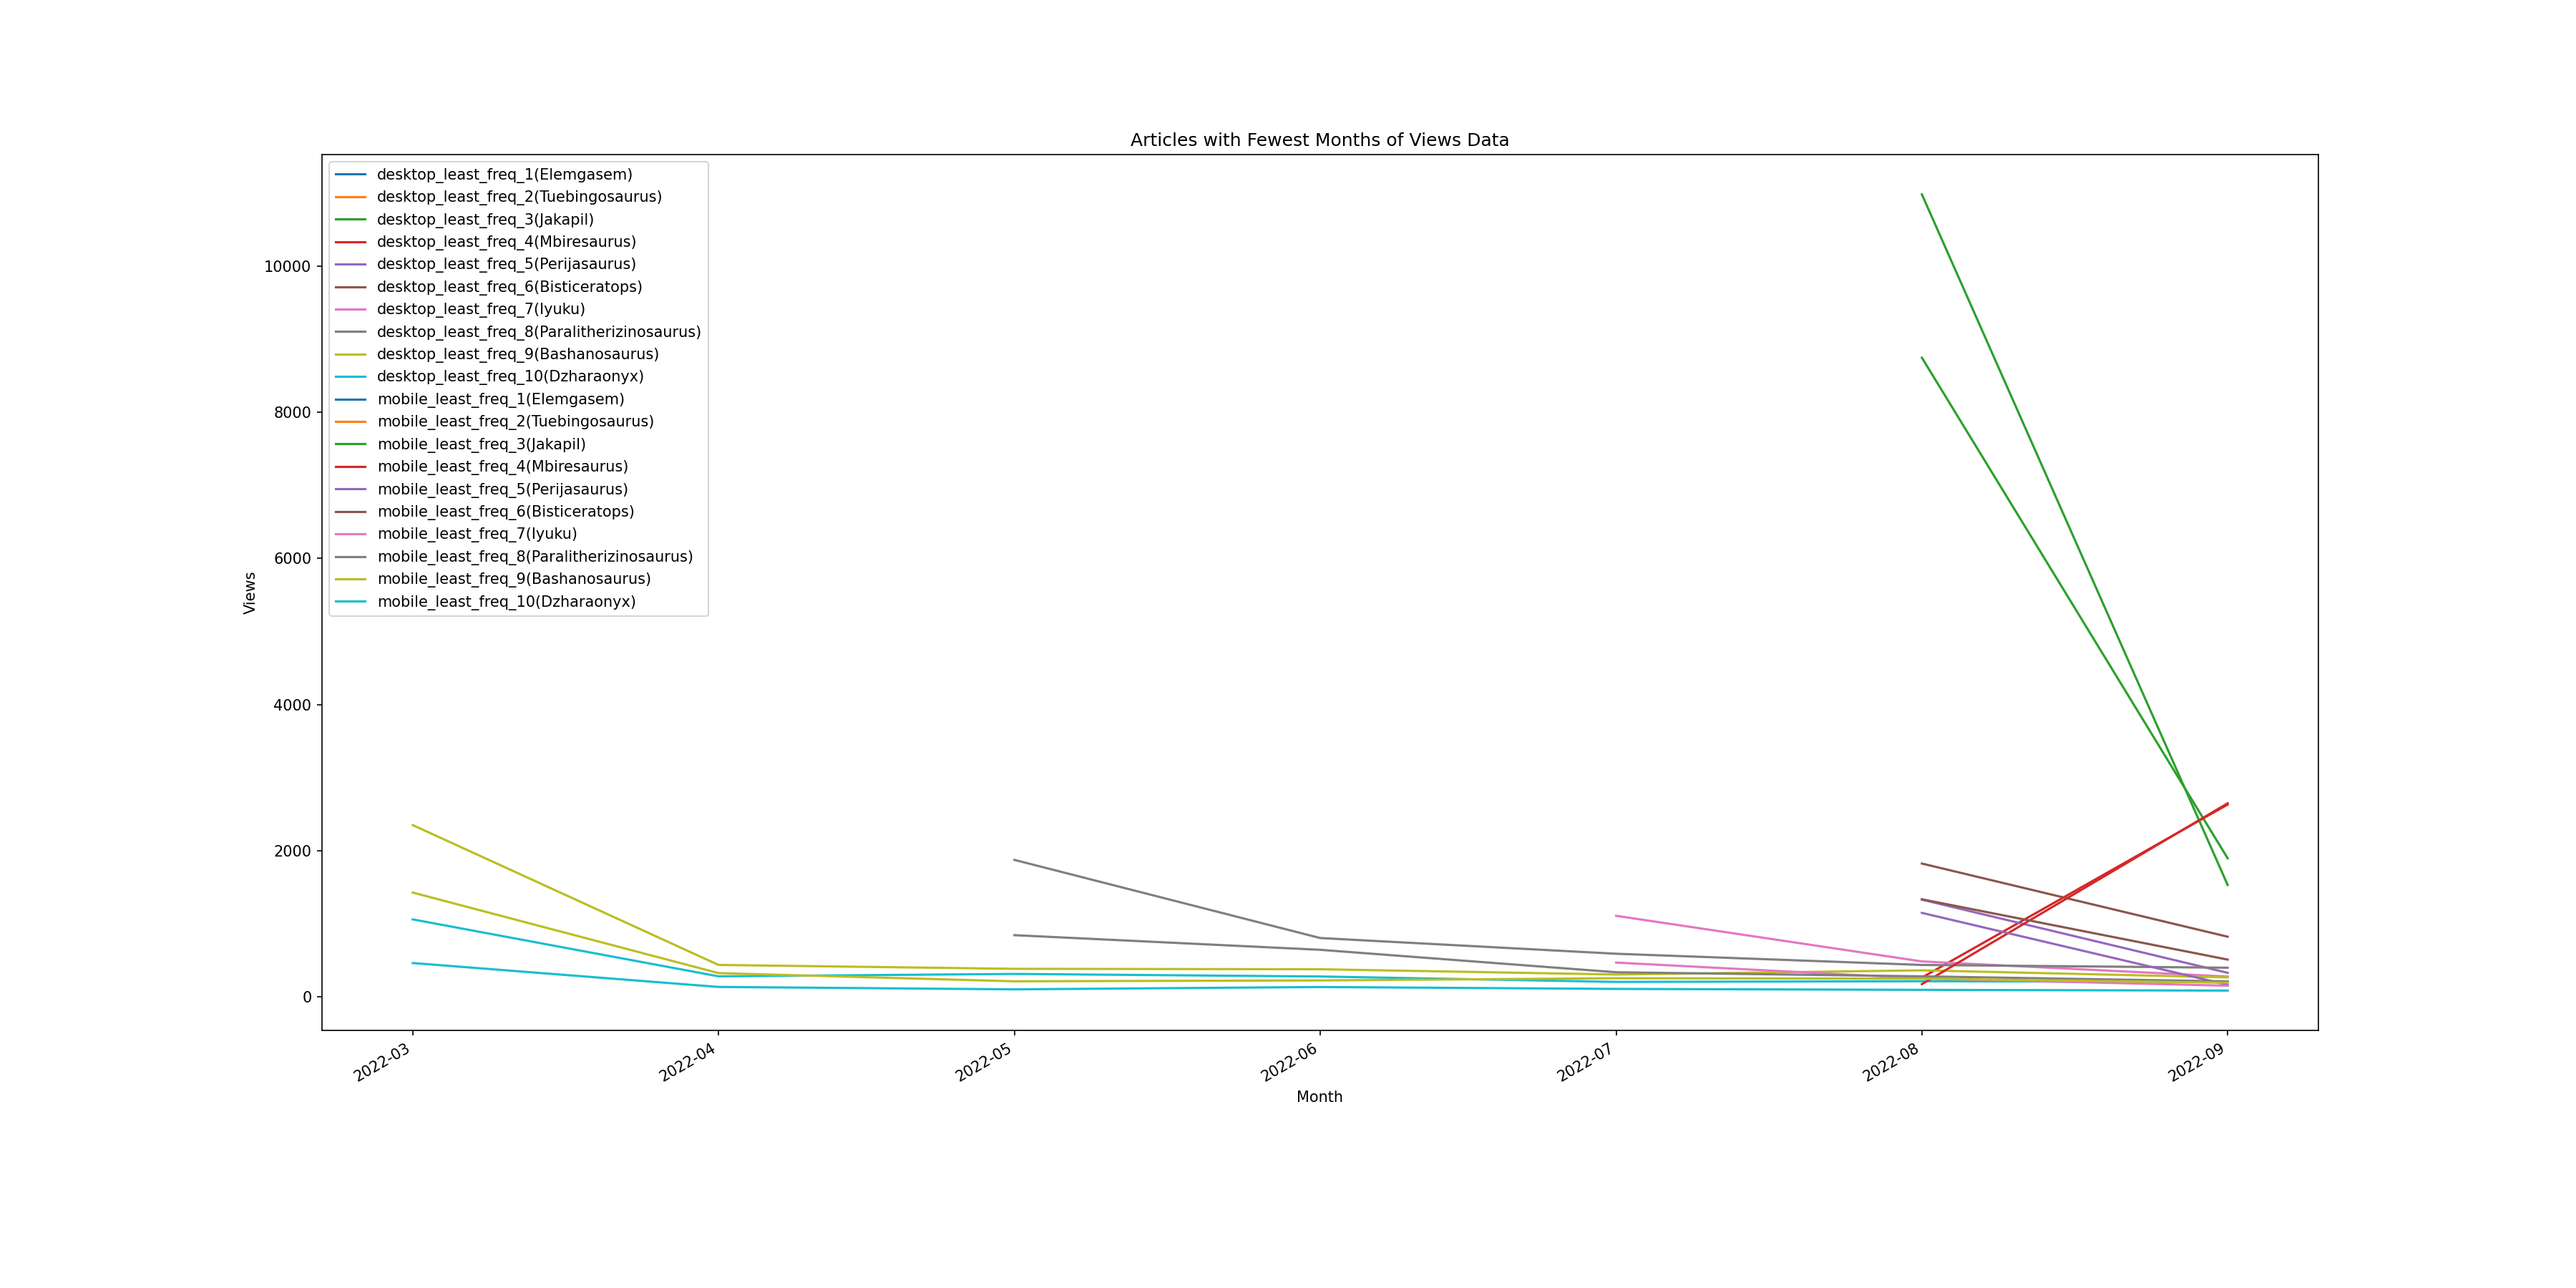 Articles with Fewest Months of Views Data
desktop_least_freq_1(Elemgasem)
desktop_least_freq_2(Tuebingosaurus)
desktop_least_freq_3(Jakapil)
desktop_least_freq_4(Mbiresaurus)
desktop_least_freq_5(Perijasaurus)
desktop_least_freq_6(Bisticeratops)
desktop_least_freq_7(Iyuku)
desktop_least_freq_8(Paralitherizinosaurus)
desktop_least_freq_9(Bashanosaurus)
desktop_least_freq_10(Dzharaonyx)
mobile_least_freq_1(Elemgasem)
mobile_least_freq_2(Tuebingosaurus)
mobile_least_freq_3(Jakapil)
mobile_least_freq_4(Mbiresaurus)
mobile_least_freq_5(Perijasaurus)
mobile_least_freq_6(Bisticeratops)
mobile_least_freq_7(Iyuku)
mobile_least_freq_8(Paralitherizinosaurus)
mobile_least_freq_9(Bashanosaurus)
mobile_least_freq_10(Dzharaonyx)
10000
8000
6000
4000
2000
0
Views
2022-03
2022-04
2022-05
2022-06
2022-07
2022-08
2022-09
Month